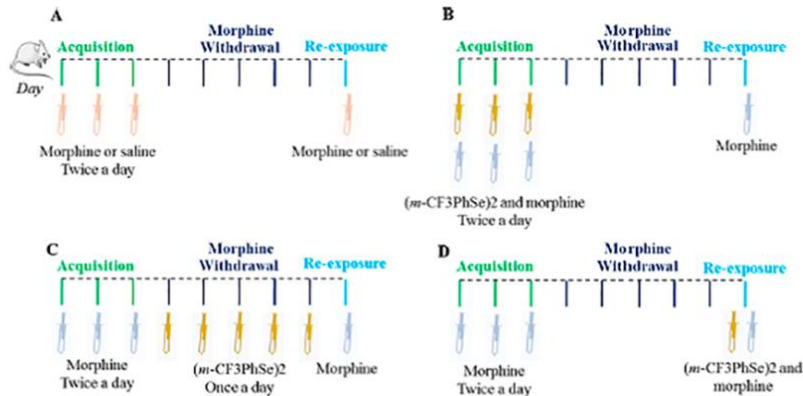 A
Acquisition
Morphine
Withdrawal
Re-exposure
Day
Morphine or saline
Twice a day
Morphine or saline
B
Acquisition
Morphine
Withdrawal
Re-exposure
Morphine
(m-CF3PhSe)2 and morphine
Twice a day
C
Acquisition
Morphine
Withdrawal
Re-exposure
Morphine
Twice a day
(m-CF3PhSe)2
Once a day
Morphine
D
Acquisition
Morphine
Withdrawal
Re-exposure
Morphine
Twice a day
(m-CF3PhSe)2 and
morphine